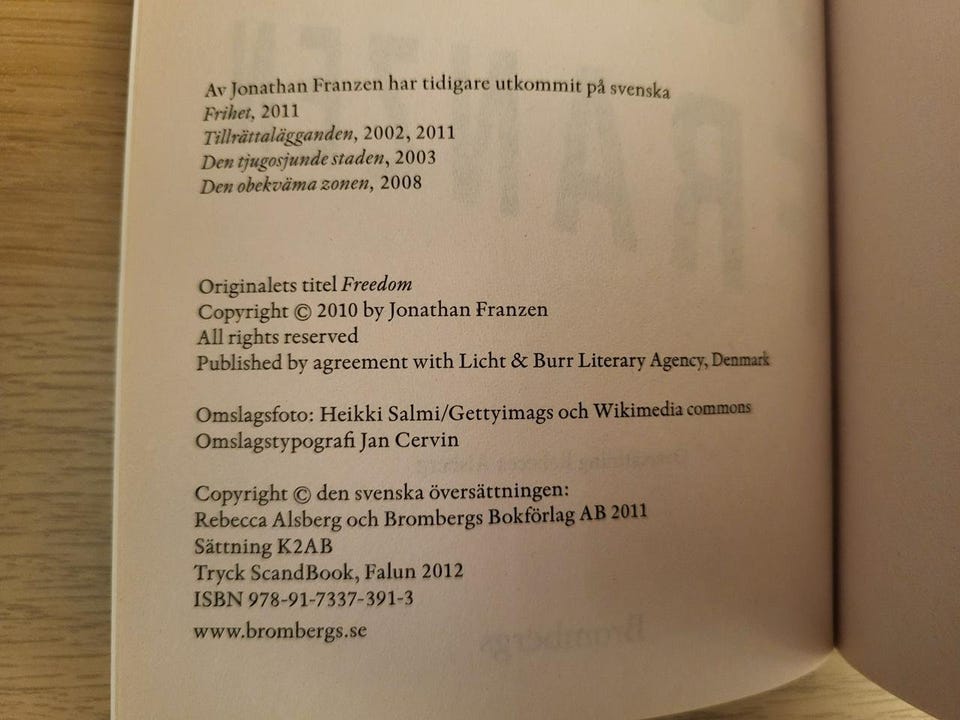 Av Jonathan Franzen har tidigare utkommit på svenska
Frihet, 2011
Tillrättalägganden, 2002, 2011
Den tjugosjunde staden, 2003
Den obekväma zonen, 2008
Originalets titel Freedom
Copyright © 2010 by Jonathan Franzen
All rights reserved
Published by agreement with Licht & Burr Literary Agency, Denmark
Omslagsfoto: Heikki Salmi/Gettyimags och Wikimedia commons
Omslagstypografi Jan Cervin
Copyright © den svenska översättningen:
Rebecca Alsberg och Brombergs Bokförlag AB 2011
Sättning K2AB
Tryck ScandBook, Falun 2012
ISBN 978-91-7337-391-3
www.brombergs.se